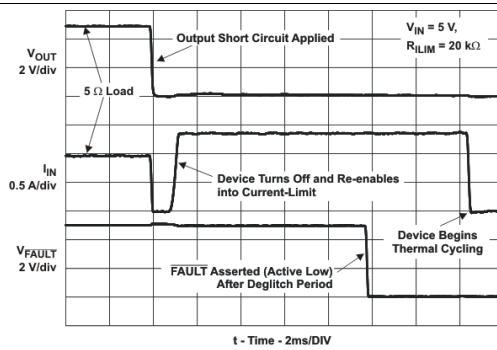 Output Short Circuit Applied
V_IN = 5 V,
R_ILIM = 20 kΩ
V_OUT
2 V/div
5 Ω Load
I_IN
0.5 A/div
Device Turns Off and Re-enables
into Current-Limit
V_FAULT
2 V/div
FAULT Asserted (Active Low)
After Deglitch Period
Device Begins
Thermal Cycling
t - Time - 2ms/DIV